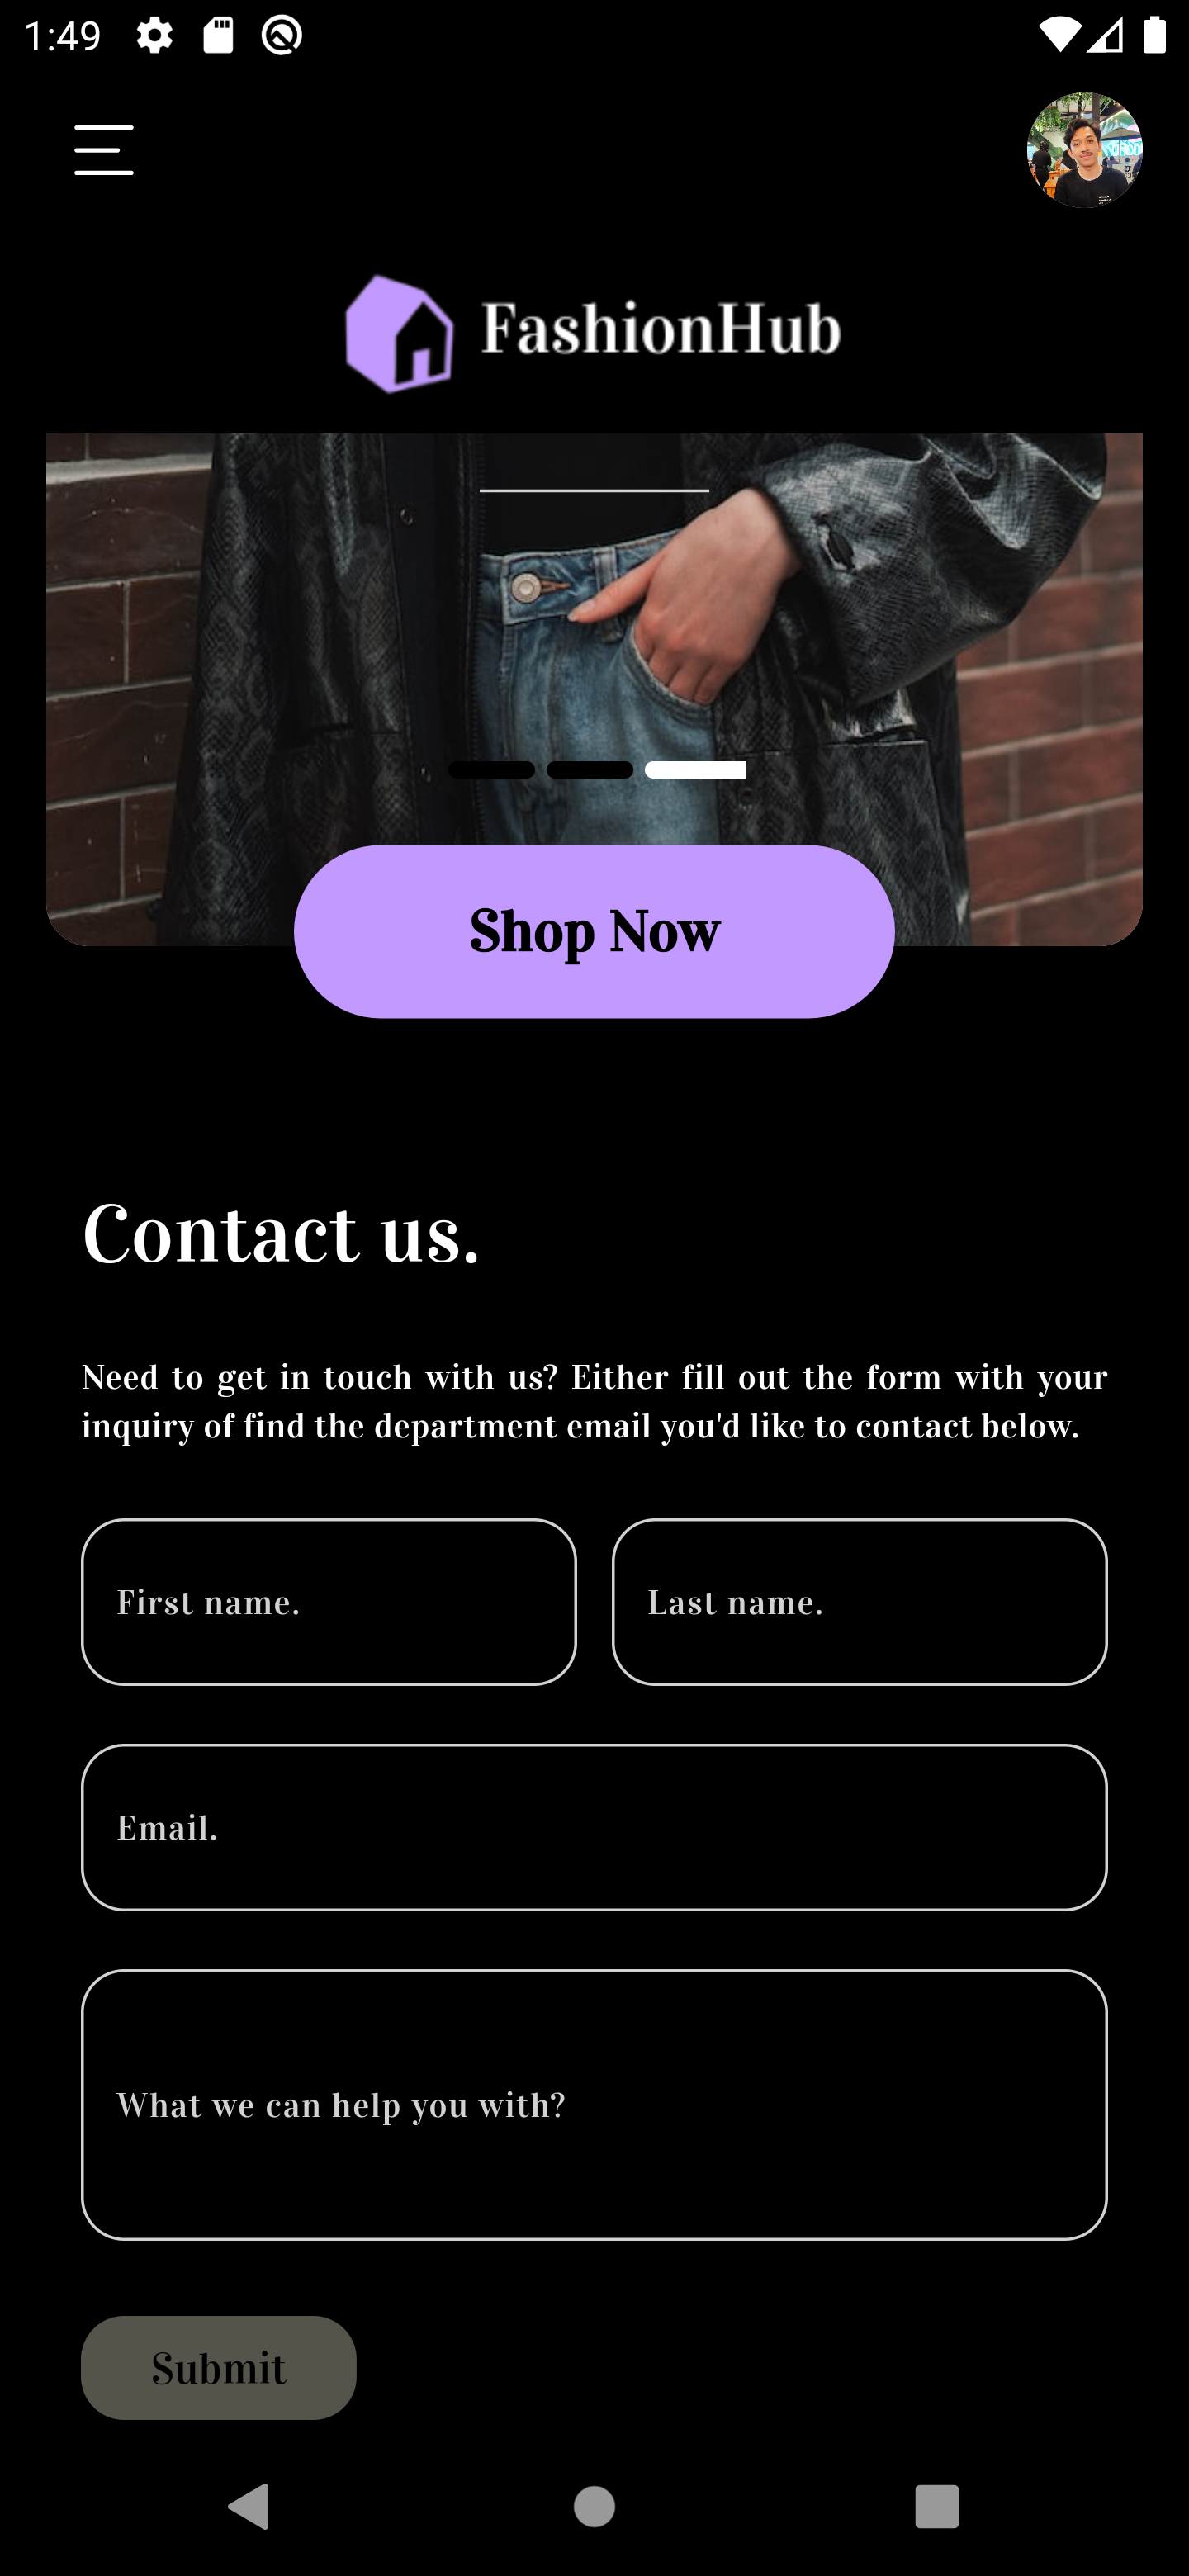 1:49
FashionHub
Shop Now
Contact us.
Need to get in touch with us? Either fill out the form with your
inquiry of find the department email you'd like to contact below.
First name.
Last name.
Email.
What we can help you with?
Submit